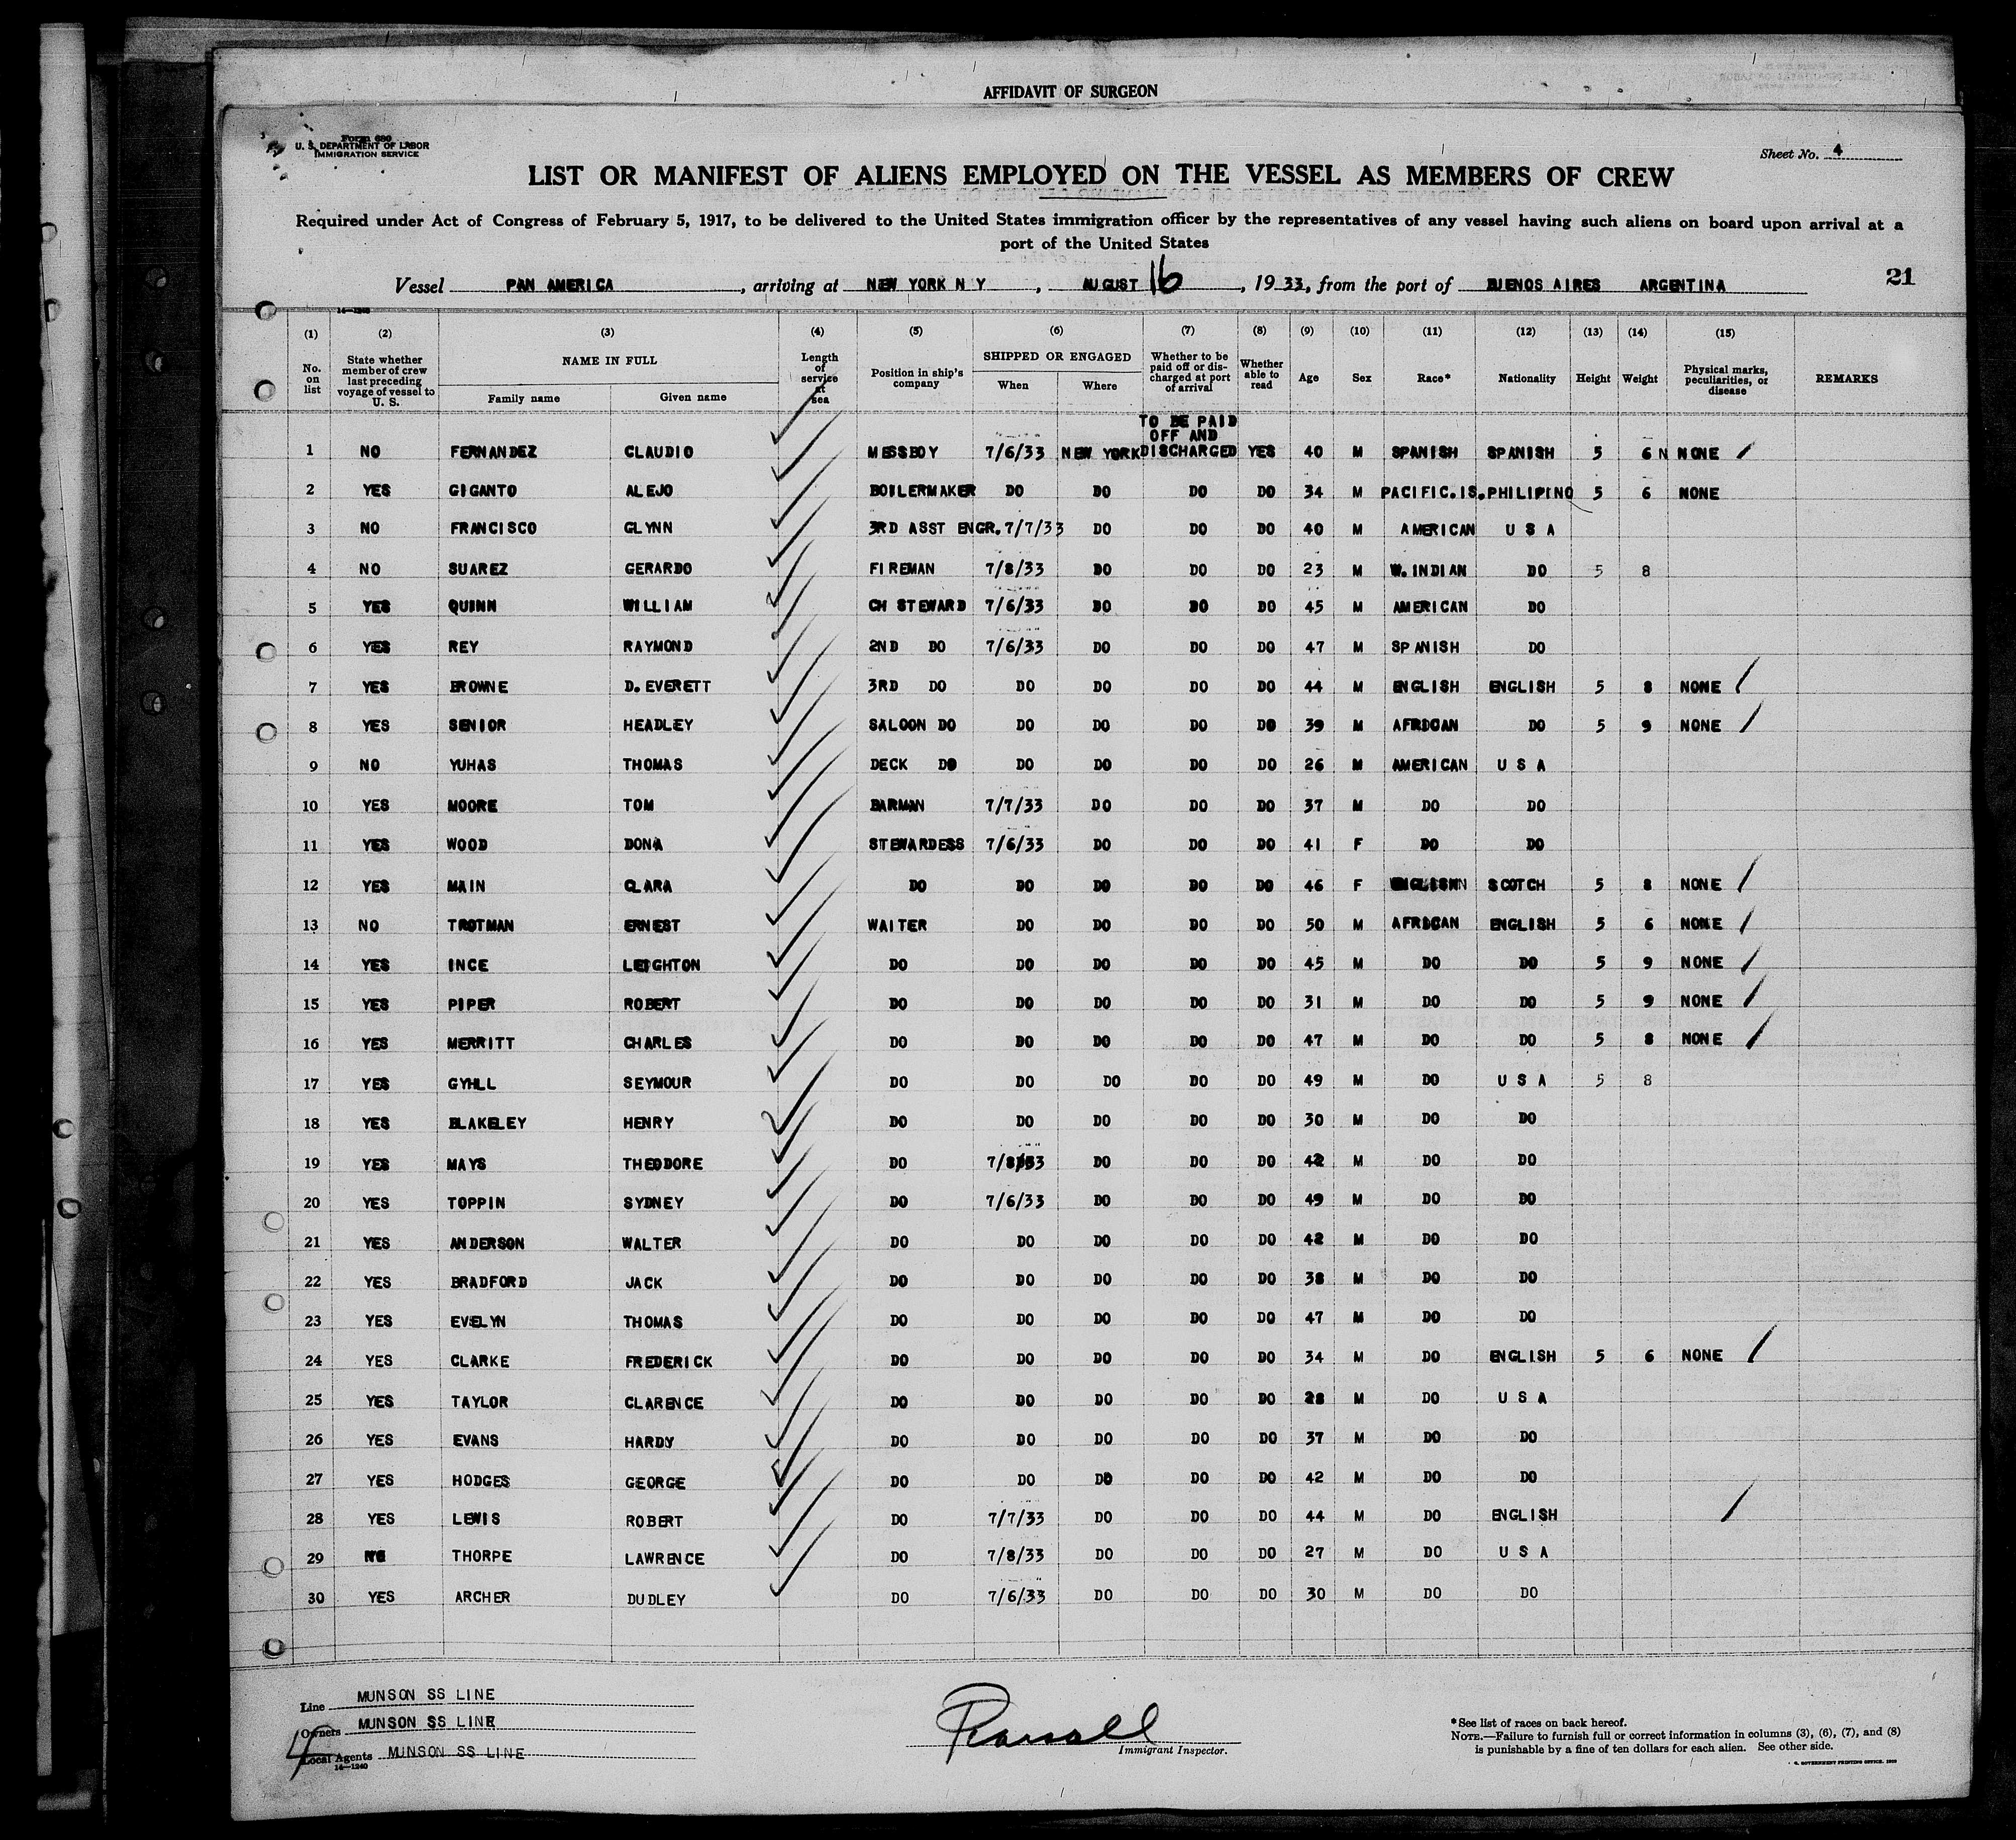 AFFIDAVIT OF SURGEON
Form 680
U. S. DEPARTMENT OF LABOR
IMMIGRATION SERVICE
Sheet No. 4
LIST OR MANIFEST OF ALIENS EMPLOYED ON THE VESSEL AS MEMBERS OF CREW
Required under Act of Congress of February 5, 1917, to be delivered to the United States immigration officer by the representatives of any vessel having such aliens on board upon arrival at a
port of the United States
Vessel PAN AMERICA, arriving at NEW YORK N Y, AUGUST 16, 1933, from the port of BUENOS AIRES ARGENTINA 21
14—1240
(1) (2) (3) (4) (5) (6) (7) (8) (9) (10) (11) (12) (13) (14) (15)
No. on list State whether member of crew last preceding voyage of vessel to U. S. NAME IN FULL Family name Given name Length of service at sea Position in ship's company SHIPPED OR ENGAGED When Where Whether to be paid off or discharged at port of arrival Whether able to read Age Sex Race* Nationality Height Weight Physical marks, peculiarities, or disease REMARKS
TO BE PAID
OFF AND
1 NO FERNANDEZ CLAUDIO MESSBOY 7/6/33 NEW YORK DISCHARGED YES 40 M SPANISH SPANISH 5 6 N NONE
2 YES GIGANTO ALEJO BOILERMAKER DO DO DO DO 34 M PACIFIC.IS. PHILIPINO 5 6 NONE
3 NO FRANCISCO GLYNN 3RD ASST ENGR. 7/7/33 DO DO DO 40 M AMERICAN U S A
4 NO SUAREZ GERARDO FIREMAN 7/8/33 DO DO DO 23 M W. INDIAN DO 5 8
5 YES QUINN WILLIAM CH STEWARD 7/6/33 DO DO DO 45 M AMERICAN DO
6 YES REY RAYMOND 2ND DO 7/6/33 DO DO DO 47 M SPANISH DO
7 YES BROWNE D. EVERETT 3RD DO DO DO DO DO 44 M ENGLISH ENGLISH 5 8 NONE
8 YES SENIOR HEADLEY SALOON DO DO DO DO DO 39 M AFRICAN DO 5 9 NONE
9 NO YUHAS THOMAS DECK DO DO DO DO DO 26 M AMERICAN U S A
10 YES MOORE TOM BARMAN 7/7/33 DO DO DO 37 M DO DO
11 YES WOOD DONA STEWARDESS 7/6/33 DO DO DO 41 F DO DO
12 YES MAIN CLARA DO DO DO DO DO 46 F SCOTCH 5 8 NONE
13 NO TROTMAN ERNEST WAITER DO DO DO DO 50 M AFRICAN ENGLISH 5 6 NONE
14 YES INCE LEIGHTON DO DO DO DO DO 45 M DO DO 5 9 NONE
15 YES PIPER ROBERT DO DO DO DO DO 31 M DO DO 5 9 NONE
16 YES MERRITT CHARLES DO DO DO DO DO 47 M DO DO 5 8 NONE
17 YES GYHLL SEYMOUR DO DO DO DO DO 49 M DO U S A 5 8
18 YES BLAKELEY HENRY DO DO DO DO DO 30 M DO DO
19 YES MAYS THEODORE DO 7/8/33 DO DO DO 42 M DO DO
20 YES TOPPIN SYDNEY DO 7/6/33 DO DO DO 49 M DO DO
21 YES ANDERSON WALTER DO DO DO DO DO 42 M DO DO
22 YES BRADFORD JACK DO DO DO DO DO 38 M DO DO
23 YES EVELYN THOMAS DO DO DO DO DO 47 M DO DO
24 YES CLARKE FREDERICK DO DO DO DO DO 34 M DO ENGLISH 5 6 NONE
25 YES TAYLOR CLARENCE DO DO DO DO DO 28 M DO U S A
26 YES EVANS HARDY DO DO DO DO DO 37 M DO DO
27 YES HODGES GEORGE DO DO DO DO DO 42 M DO DO
28 YES LEWIS ROBERT DO 7/7/33 DO DO DO 44 M DO ENGLISH
29 THORPE LAWRENCE DO 7/8/33 DO DO DO 27 M DO U S A
30 YES ARCHER DUDLEY DO 7/6/33 DO DO DO 30 M DO DO
Line MUNSON SS LINE
Owners MUNSON SS LINE
Local Agents MUNSON SS LINE
14—1240
Immigrant Inspector.
*See list of races on back hereof.
NOTE.—Failure to furnish full or correct information in columns (3), (6), (7), and (8)
is punishable by a fine of ten dollars for each alien. See other side.
GOVERNMENT PRINTING OFFICE